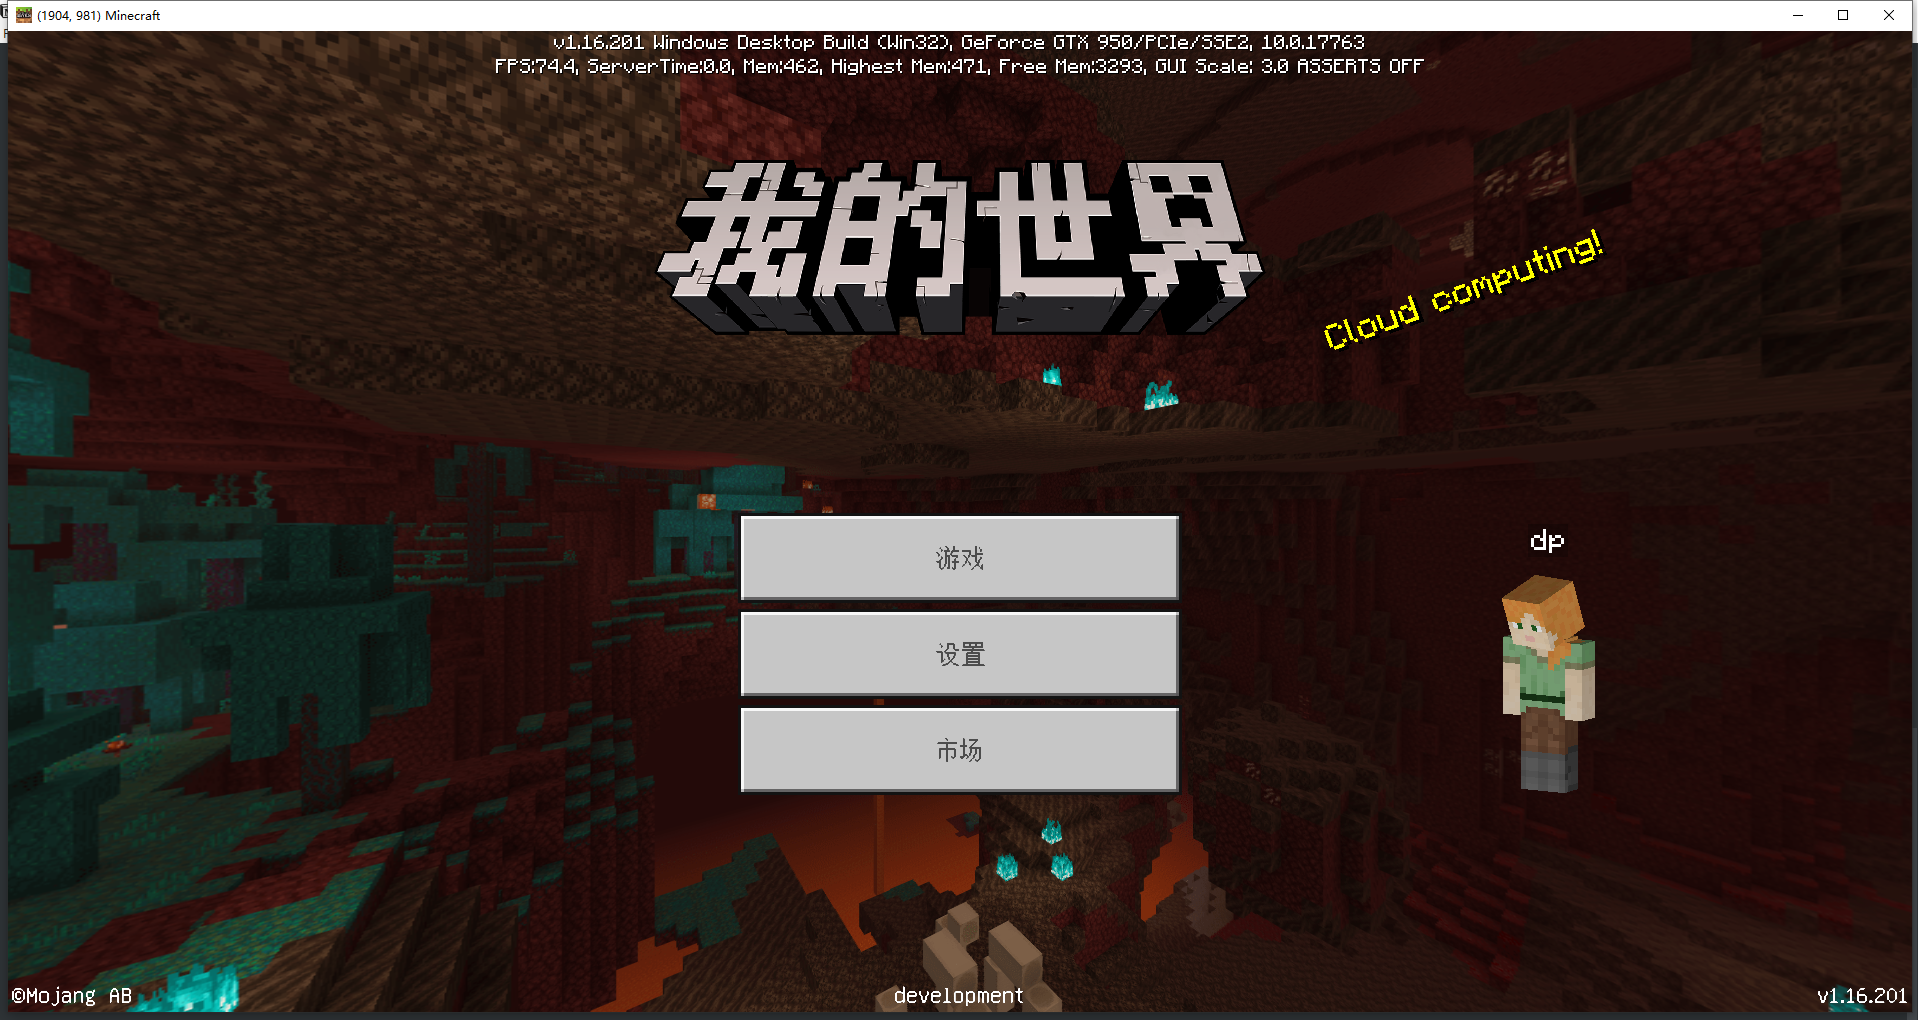 (1904, 981) Minecraft
v1.16.201 Windows Desktop Build (Win32), GeForce GTX 950/PCIe/SSE2, 10.0.17763
FPS:74.4, ServerTime:0.0, Mem:462, Highest Mem:471, Free Mem:3293, GUI Scale: 3.0 ASSERTS OFF
我的世界
Cloud computing!
游戏
dp
设置
市场
©Mojang AB
development
v1.16.201